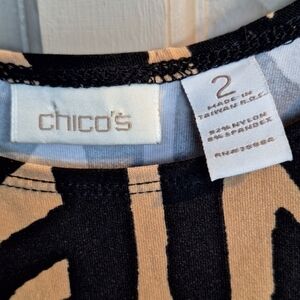 chico's
2
MADE IN
TAIWAN R.O.C.
92% NYLON
8% SPANDEX